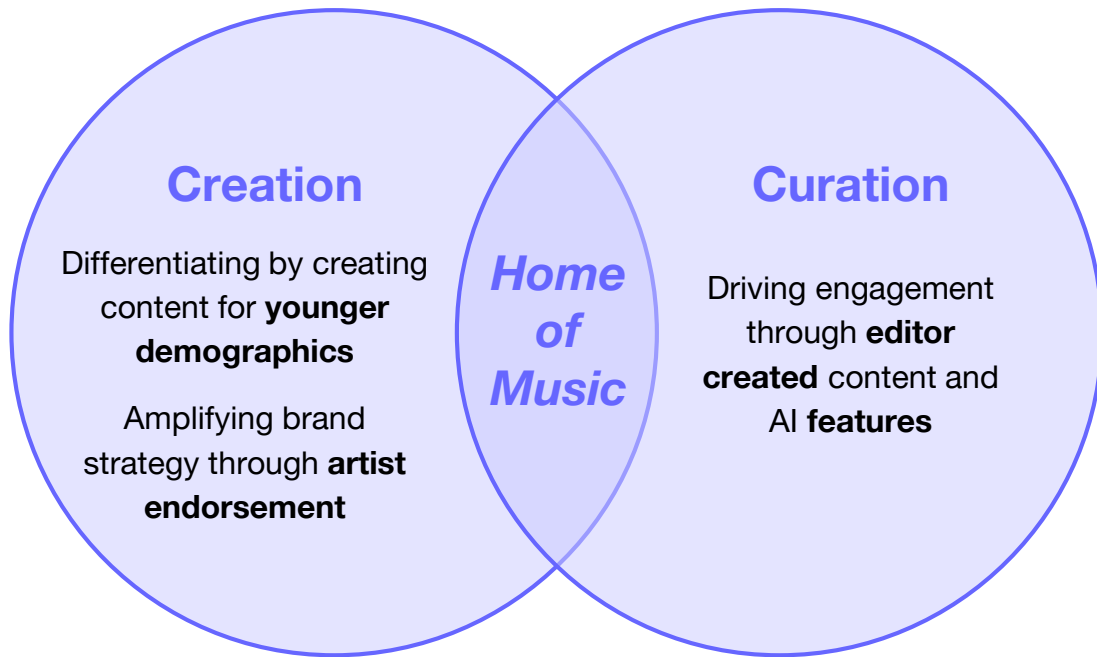 Creation
Differentiating by creating
content for younger
demographics
Amplifying brand
strategy through artist
endorsement
Home
of
Music
Curation
Driving engagement
through editor
created content and
AI features